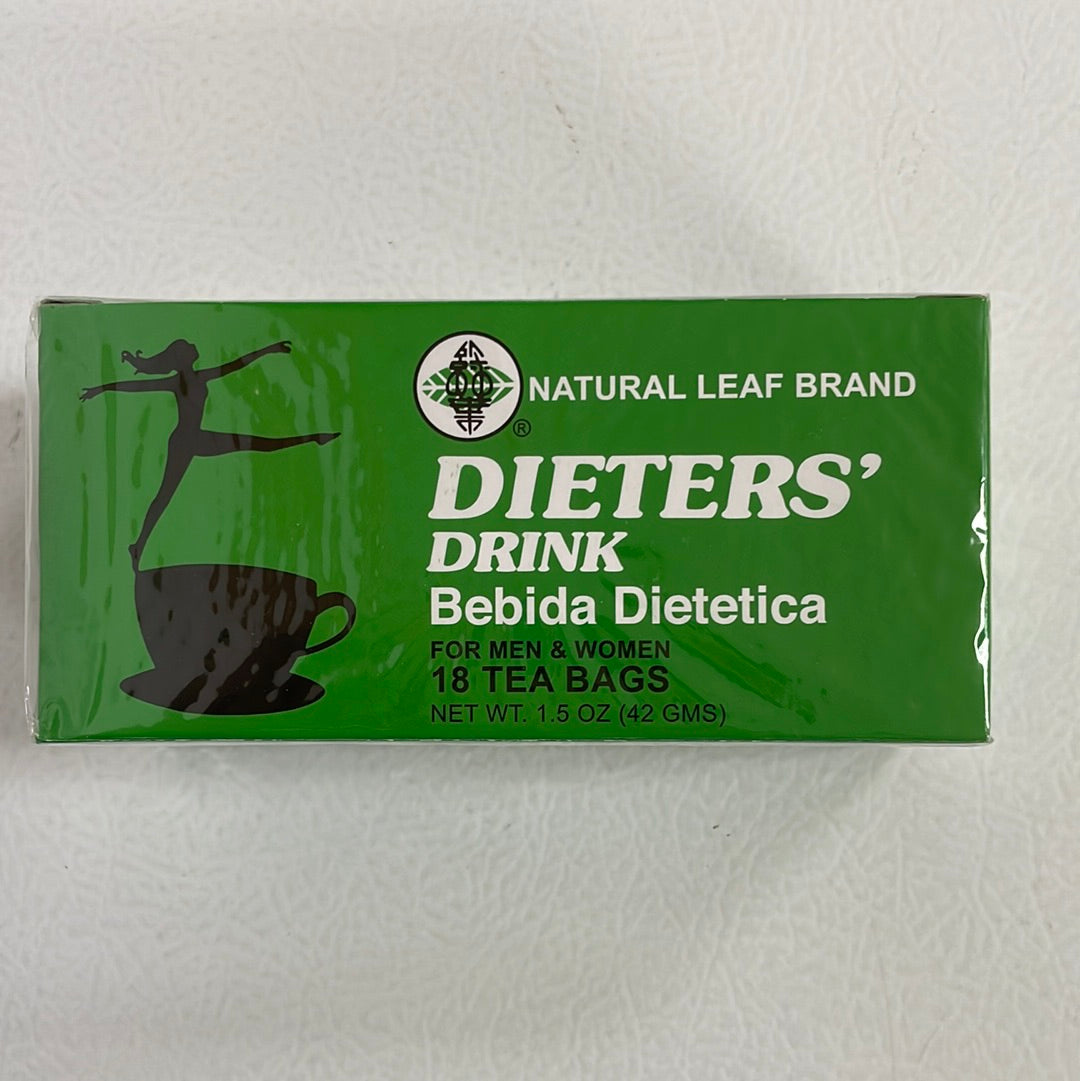 NATURAL LEAF BRAND
®
DIETERS’
DRINK
Bebida Dietetica
FOR MEN & WOMEN
18 TEA BAGS
NET WT. 1.5 OZ (42 GMS)